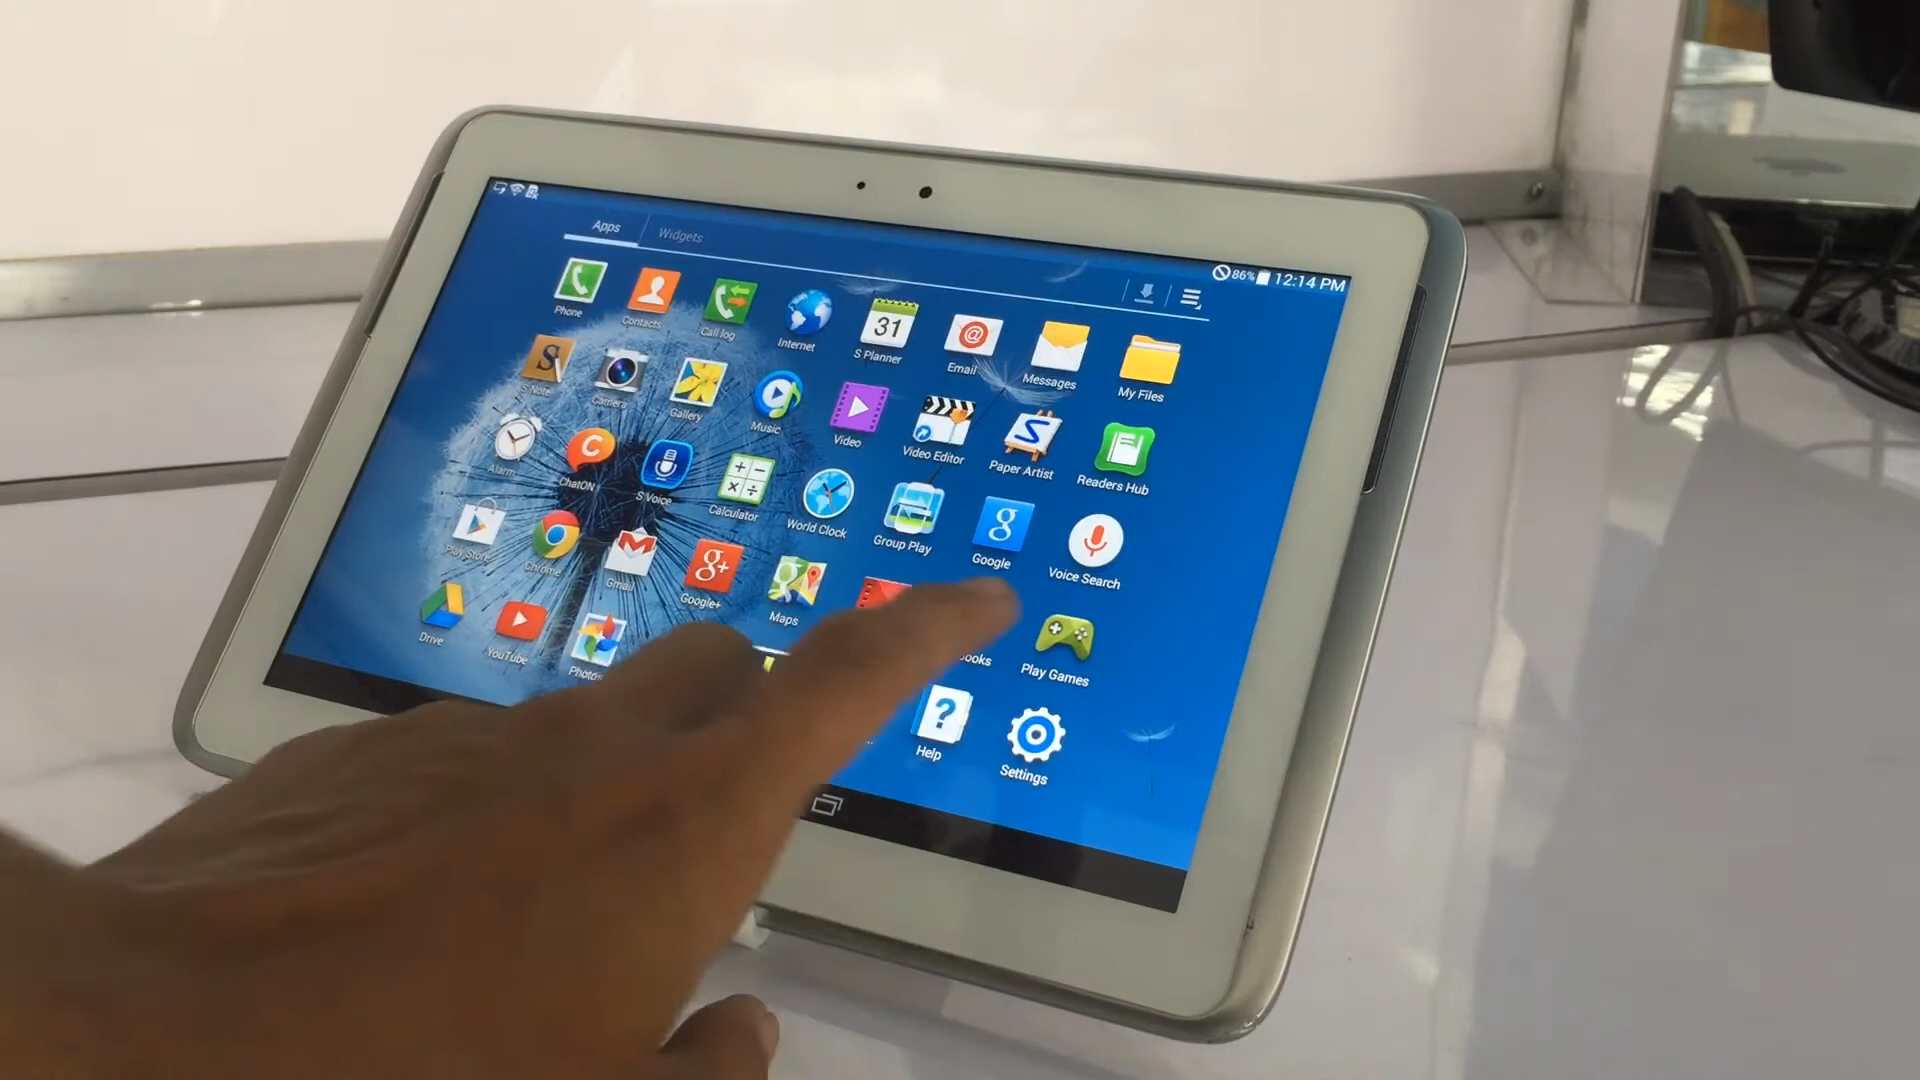 Apps Widgets
86% 12:14 PM
Phone Contacts Call log Internet S Planner Email Messages My Files
31
@
S Note Camera Gallery Music Video Video Editor Paper Artist Readers Hub
Alarm ChatON S Voice Calculator World Clock Group Play Google Voice Search
Play Store Chrome Gmail Google+ Maps ooks Play Games
Drive YouTube Photos Help Settings